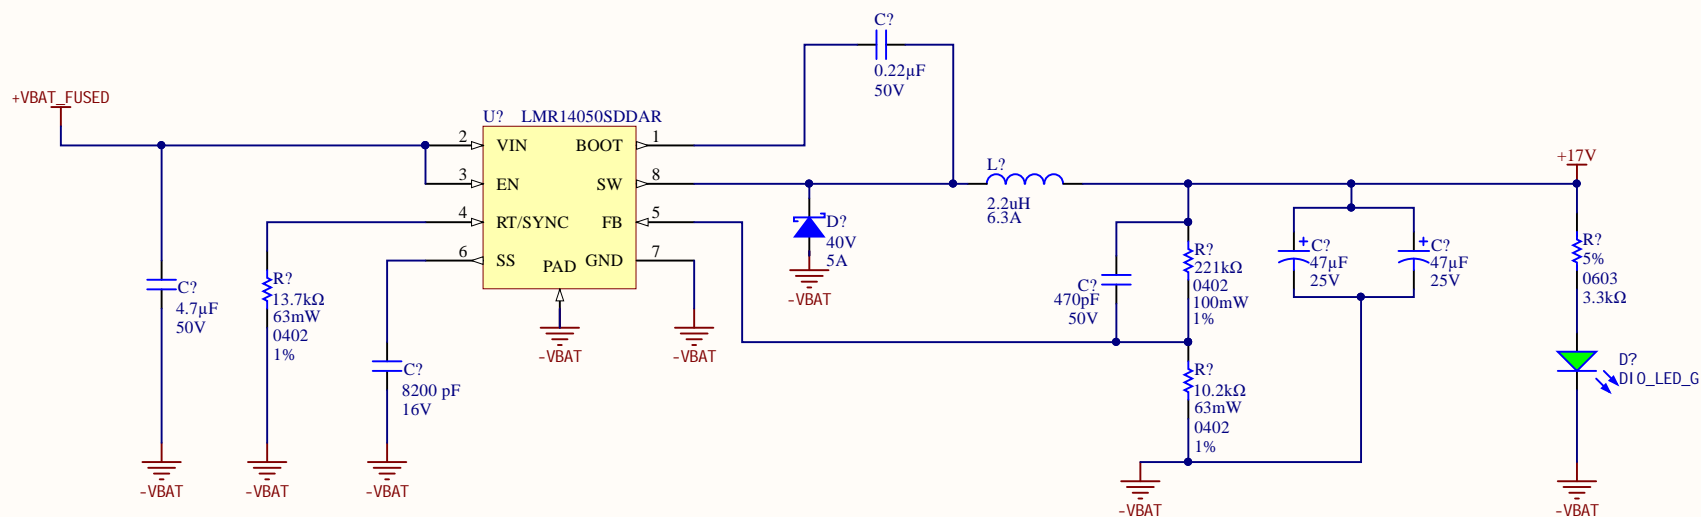 C?
0.22µF
50V
+VBAT_FUSED
U? LMR14050SDDAR
2 VIN BOOT 1
3 EN SW 8
4 RT/SYNC FB 5
6 SS PAD GND 7
L?
2.2uH
6.3A
+17V
D?
40V
5A
-VBAT
C?
4.7µF
50V
R?
13.7kΩ
63mW
0402
1%
-VBAT
-VBAT
C?
470pF
50V
R?
221kΩ
0402
100mW
1%
+ C?
47µF
25V
+ C?
47µF
25V
R?
5%
0603
3.3kΩ
C?
8200 pF
16V
R?
10.2kΩ
63mW
0402
1%
D?
DIO_LED_G
-VBAT
-VBAT
-VBAT
-VBAT
-VBAT